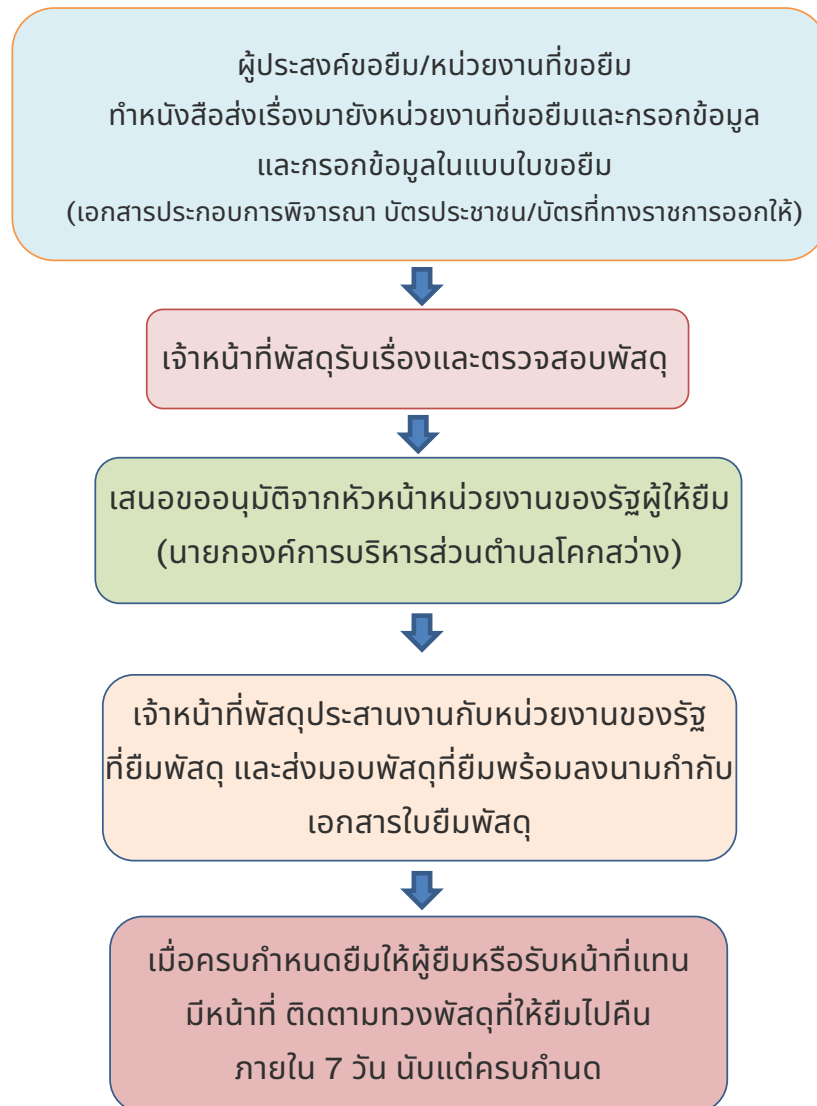 ผู้ประสงค์ขอยืม/หน่วยงานที่ขอยืม
ทำหนังสือส่งเรื่องมายังหน่วยงานที่ขอยืมและกรอกข้อมูล
และกรอกข้อมูลในแบบใบขอยืม
(เอกสารประกอบการพิจารณา บัตรประชาชน/บัตรที่ทางราชการออกให้)
เจ้าหน้าที่พัสดุรับเรื่องและตรวจสอบพัสดุ
เสนอขออนุมัติจากหัวหน้าหน่วยงานของรัฐผู้ให้ยืม
(นายกองค์การบริหารส่วนตำบลโคกสว่าง)
เจ้าหน้าที่พัสดุประสานงานกับหน่วยงานของรัฐ
ที่ยืมพัสดุ และส่งมอบพัสดุที่ยืมพร้อมลงนามกำกับ
เอกสารใบยืมพัสดุ
เมื่อครบกำหนดยืมให้ผู้ยืมหรือรับหน้าที่แทน
มีหน้าที่ ติดตามทวงพัสดุที่ให้ยืมไปคืน
ภายใน 7 วัน นับแต่ครบกำนด